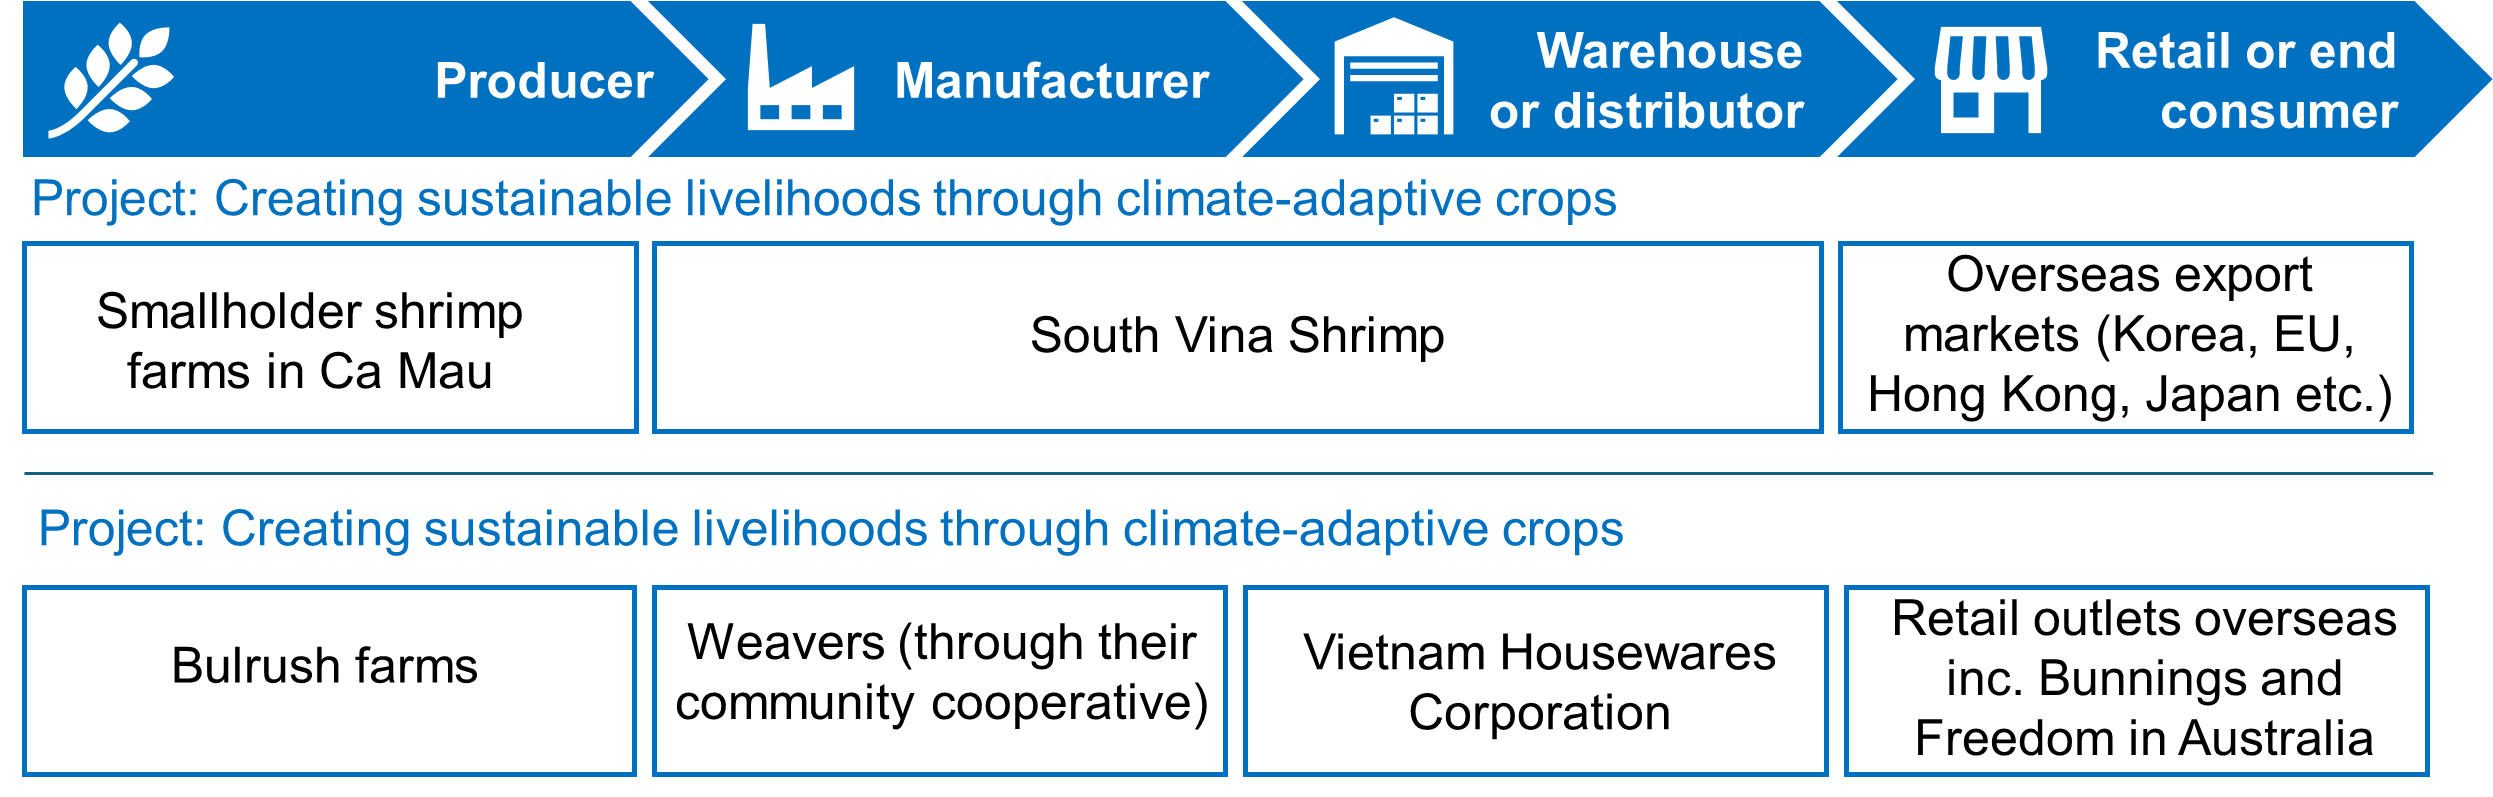 Producer
Manufacturer
Warehouse
or distributor
Retail or end
consumer
Project: Creating sustainable livelihoods through climate-adaptive crops
Smallholder shrimp
farms in Ca Mau
South Vina Shrimp
Overseas export
markets (Korea, EU,
Hong Kong, Japan etc.)
Project: Creating sustainable livelihoods through climate-adaptive crops
Bulrush farms
Weavers (through their
community cooperative)
Vietnam Housewares
Corporation
Retail outlets overseas
inc. Bunnings and
Freedom in Australia